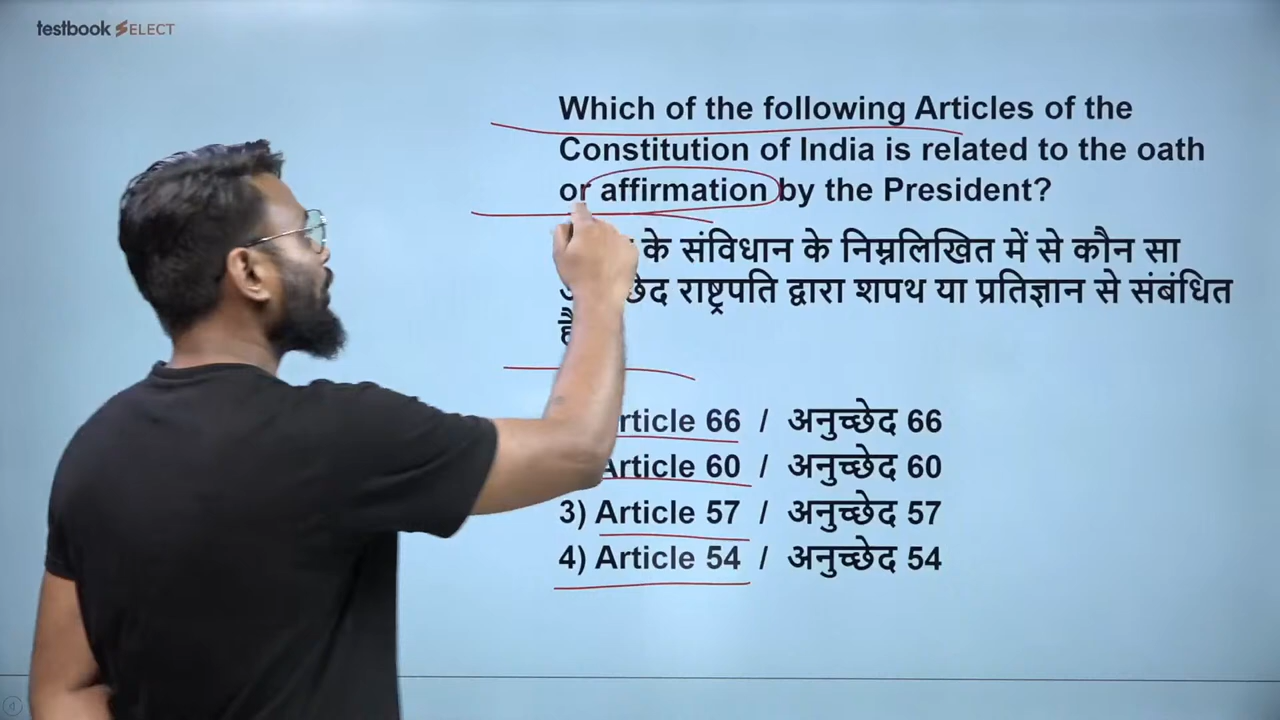 testbook SELECT
Which of the following Articles of the
Constitution of India is related to the oath
or affirmation by the President?
के संविधान के निम्नलिखित में से कौन सा
राष्ट्रपति द्वारा शपथ या प्रतिज्ञान से संबंधित
Article 66 / अनुच्छेद 66
Article 60 / अनुच्छेद 60
3) Article 57 / अनुच्छेद 57
4) Article 54 / अनुच्छेद 54